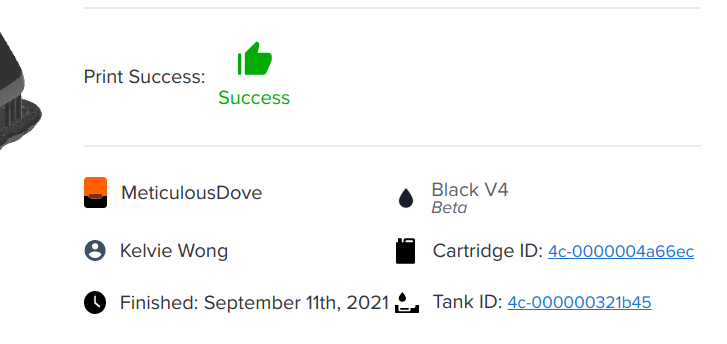 Print Success:
Success
MeticulousDove
Black V4
Beta
Kelvie Wong
Cartridge ID: 4c-0000004a66ec
Finished: September 11th, 2021
Tank ID: 4c-000000321b45